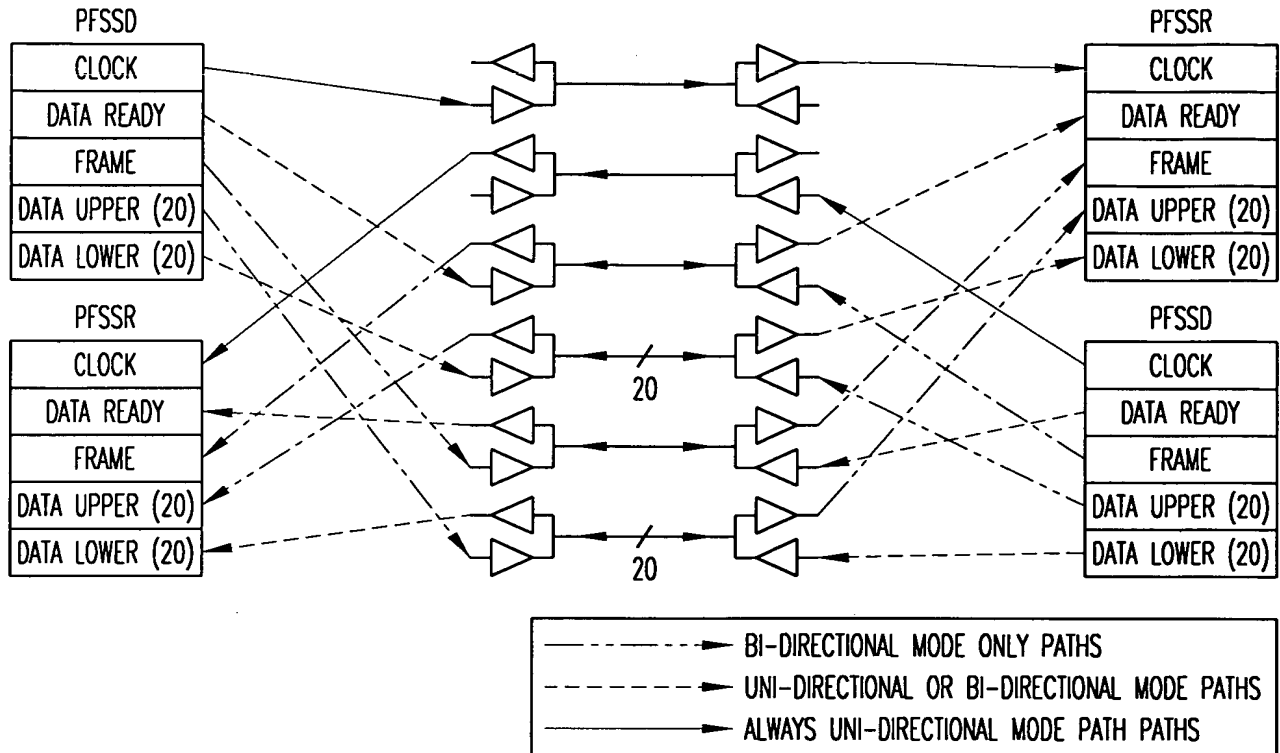 PFSSD
CLOCK
DATA READY
FRAME
DATA UPPER (20)
DATA LOWER (20)
PFSSR
CLOCK
DATA READY
FRAME
DATA UPPER (20)
DATA LOWER (20)
20
20
PFSSR
CLOCK
DATA READY
FRAME
DATA UPPER (20)
DATA LOWER (20)
PFSSD
CLOCK
DATA READY
FRAME
DATA UPPER (20)
DATA LOWER (20)
BI-DIRECTIONAL MODE ONLY PATHS
UNI-DIRECTIONAL OR BI-DIRECTIONAL MODE PATHS
ALWAYS UNI-DIRECTIONAL MODE PATH PATHS